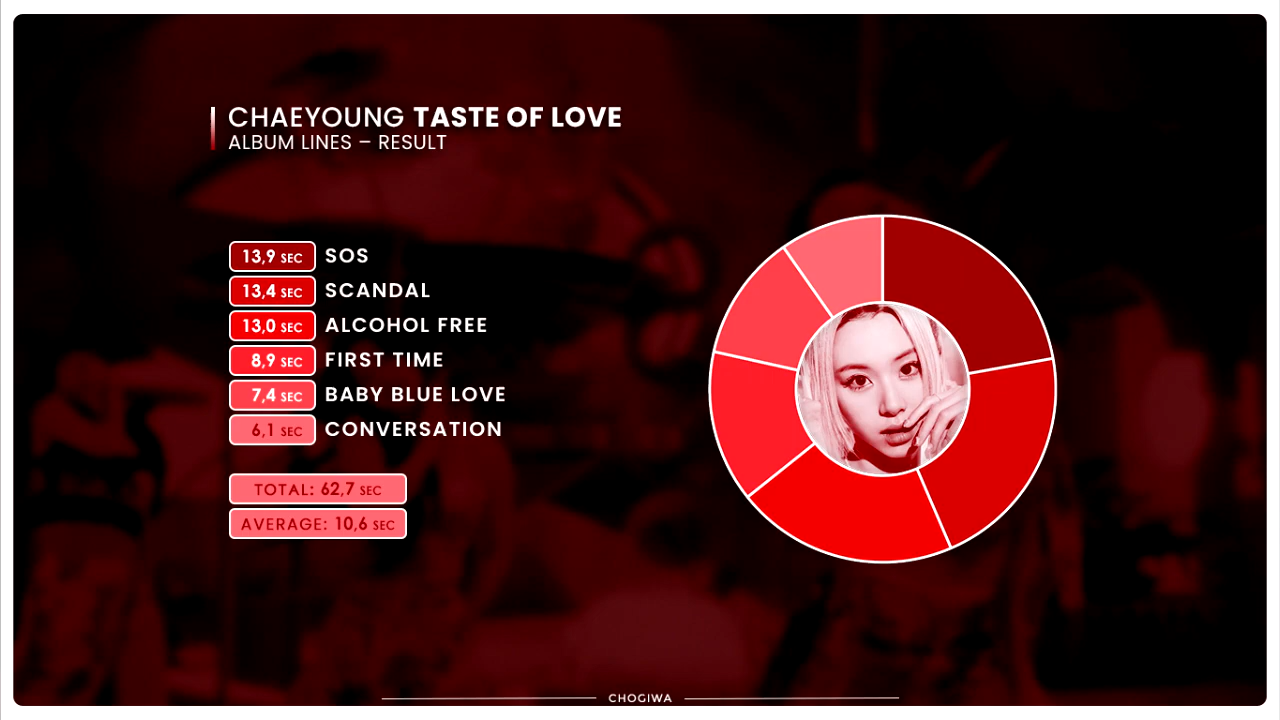 CHAEYOUNG TASTE OF LOVE
ALBUM LINES – RESULT
13,9 SEC SOS
13,4 SEC SCANDAL
13,0 SEC ALCOHOL FREE
8,9 SEC FIRST TIME
7,4 SEC BABY BLUE LOVE
6,1 SEC CONVERSATION
TOTAL: 62,7 SEC
AVERAGE: 10,6 SEC
CHOGIWA